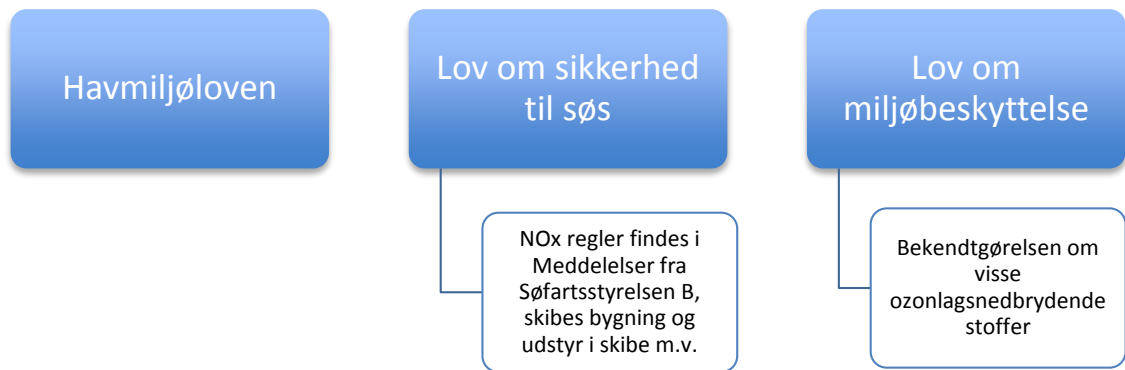 Havmiljøloven
Lov om sikkerhed
til søs
NOx regler findes i
Meddelelser fra
Søfartsstyrelsen B,
skibes bygning og
udstyr i skibe m.v.
Lov om
miljøbeskyttelse
Bekendtgørelsen om
visse
ozonlagsnedbrydende
stoffer